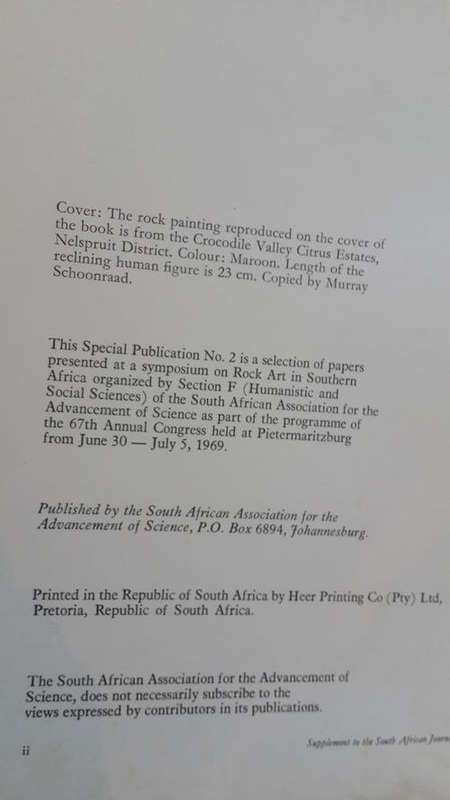 Cover: The rock painting reproduced on the cover of
the book is from the Crocodile Valley Citrus Estates,
Nelspruit District. Colour: Maroon. Length of the
reclining human figure is 23 cm. Copied by Murray
Schoonraad.
This Special Publication No. 2 is a selection of papers
presented at a symposium on Rock Art in Southern
Africa organized by Section F (Humanistic and
Social Sciences) of the South African Association for the
Advancement of Science as part of the programme of
the 67th Annual Congress held at Pietermaritzburg
from June 30 — July 5, 1969.
Published by the South African Association for the
Advancement of Science, P.O. Box 6894, Johannesburg.
Printed in the Republic of South Africa by Heer Printing Co (Pty) Ltd,
Pretoria, Republic of South Africa.
The South African Association for the Advancement of
Science, does not necessarily subscribe to the
views expressed by contributors in its publications.
ii
Supplement to the South African